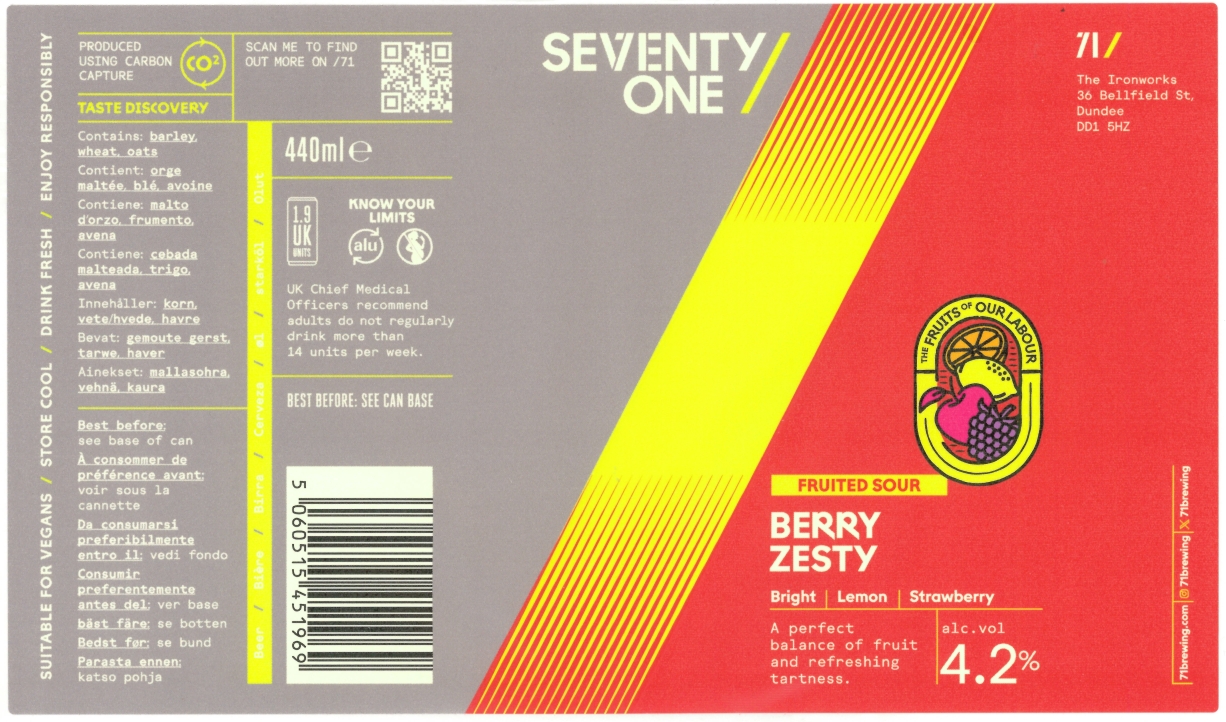 SUITABLE FOR VEGANS / STORE COOL / DRINK FRESH / ENJOY RESPONSIBLY
PRODUCED
USING CARBON
CAPTURE
CO²
TASTE DISCOVERY
SCAN ME TO FIND
OUT MORE ON /71
Contains: barley,
wheat, oats
Contient: orge
maltée, blé, avoine
Contiene: malto
d'orzo, frumento,
avena
Contiene: cebada
malteada, trigo,
avena
Innehåller: korn,
vete/hvede, havre
Bevat: gemoute gerst,
tarwe, haver
Ainekset: mallasohra,
vehnä, kaura
Best before:
see base of can
À consommer de
préférence avant:
voir sous la
cannette
Da consumarsi
preferibilmente
entro il: vedi fondo
Consumir
preferentemente
antes del: ver base
bäst färe: se botten
Bedst før: se bund
Parasta ennen:
katso pohja
Beer / Bière / Birra / Cerveza / øl / starköl / Olut
440ml e
1.9
UK
UNITS
KNOW YOUR
LIMITS
alu
UK Chief Medical
Officers recommend
adults do not regularly
drink more than
14 units per week.
BEST BEFORE: SEE CAN BASE
5 060515 451969
SEVENTY/
ONE
71/
The Ironworks
36 Bellfield St,
Dundee
DD1 5HZ
THE FRUITS OF OUR LABOUR
FRUITED SOUR
BERRY
ZESTY
Bright | Lemon | Strawberry
A perfect
balance of fruit
and refreshing
tartness.
alc.vol
4.2%
71brewing.com | 71brewing | X 71brewing